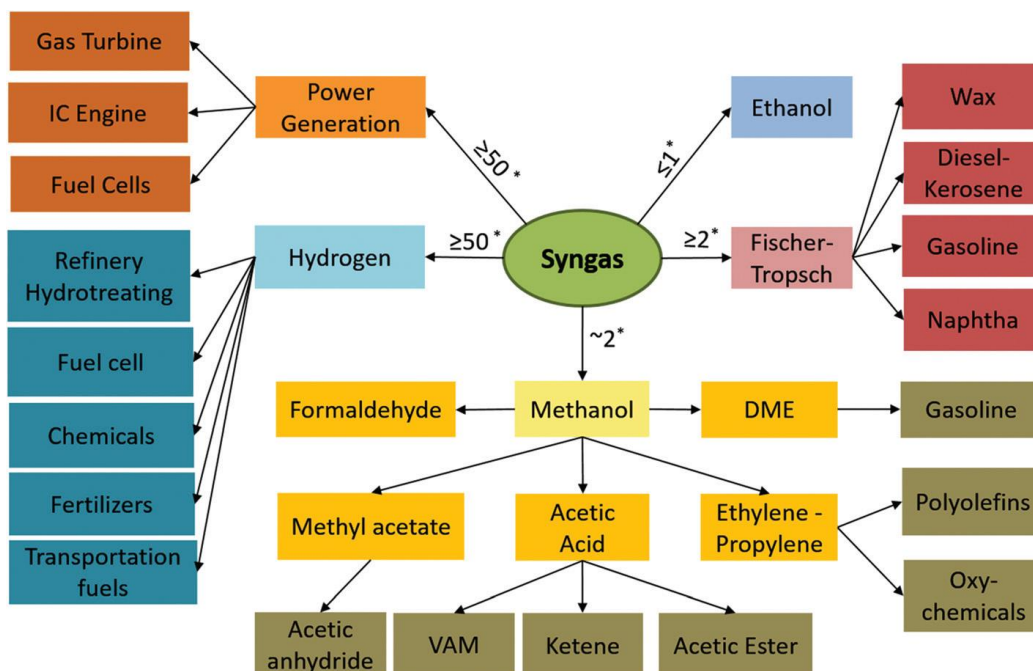 Gas Turbine
IC Engine
Fuel Cells
Power
Generation
≥50 *
Ethanol
≤1*
Wax
Diesel-
Kerosene
Gasoline
Naphtha
Fischer-
Tropsch
≥2*
Syngas
≥50 *
Hydrogen
Refinery
Hydrotreating
Fuel cell
Chemicals
Fertilizers
Transportation
fuels
~2*
Formaldehyde
Methanol
DME
Gasoline
Methyl acetate
Acetic
Acid
Ethylene -
Propylene
Polyolefins
Oxy-
chemicals
Acetic
anhydride
VAM
Ketene
Acetic Ester